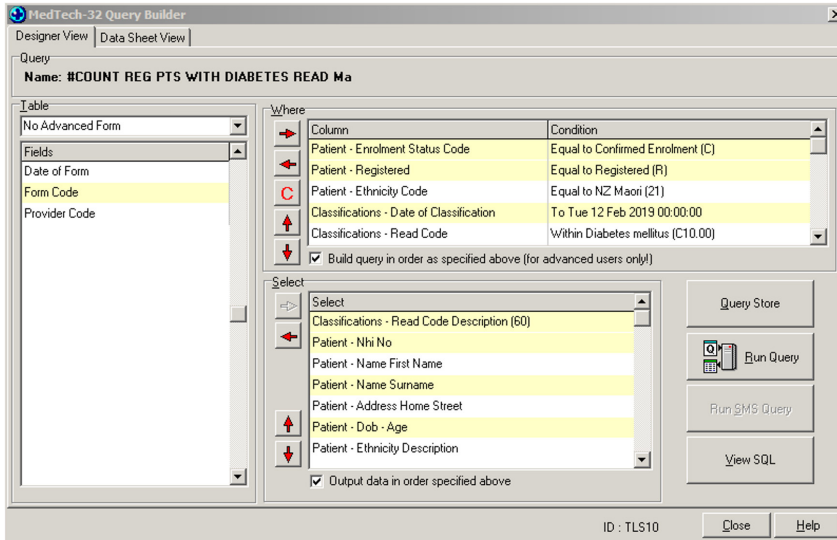 MedTech-32 Query Builder
Designer View Data Sheet View
Query
Name: #COUNT REG PTS WITH DIABETES READ Ma
Table
No Advanced Form
Fields
Date of Form
Form Code
Provider Code
Where
Column Condition
Patient - Enrolment Status Code Equal to Confirmed Enrolment (C)
Patient - Registered Equal to Registered (R)
Patient - Ethnicity Code Equal to NZ Maori (21)
Classifications - Date of Classification To Tue 12 Feb 2019 00:00:00
Classifications - Read Code Within Diabetes mellitus (C10.00)
C
Build query in order as specified above (for advanced users only!)
Select
Select
Classifications - Read Code Description (60)
Patient - Nhi No
Patient - Name First Name
Patient - Name Surname
Patient - Address Home Street
Patient - Dob - Age
Patient - Ethnicity Description
Output data in order specified above
Query Store
Q
Run Query
Run SMS Query
View SQL
ID : TLS10 Close Help